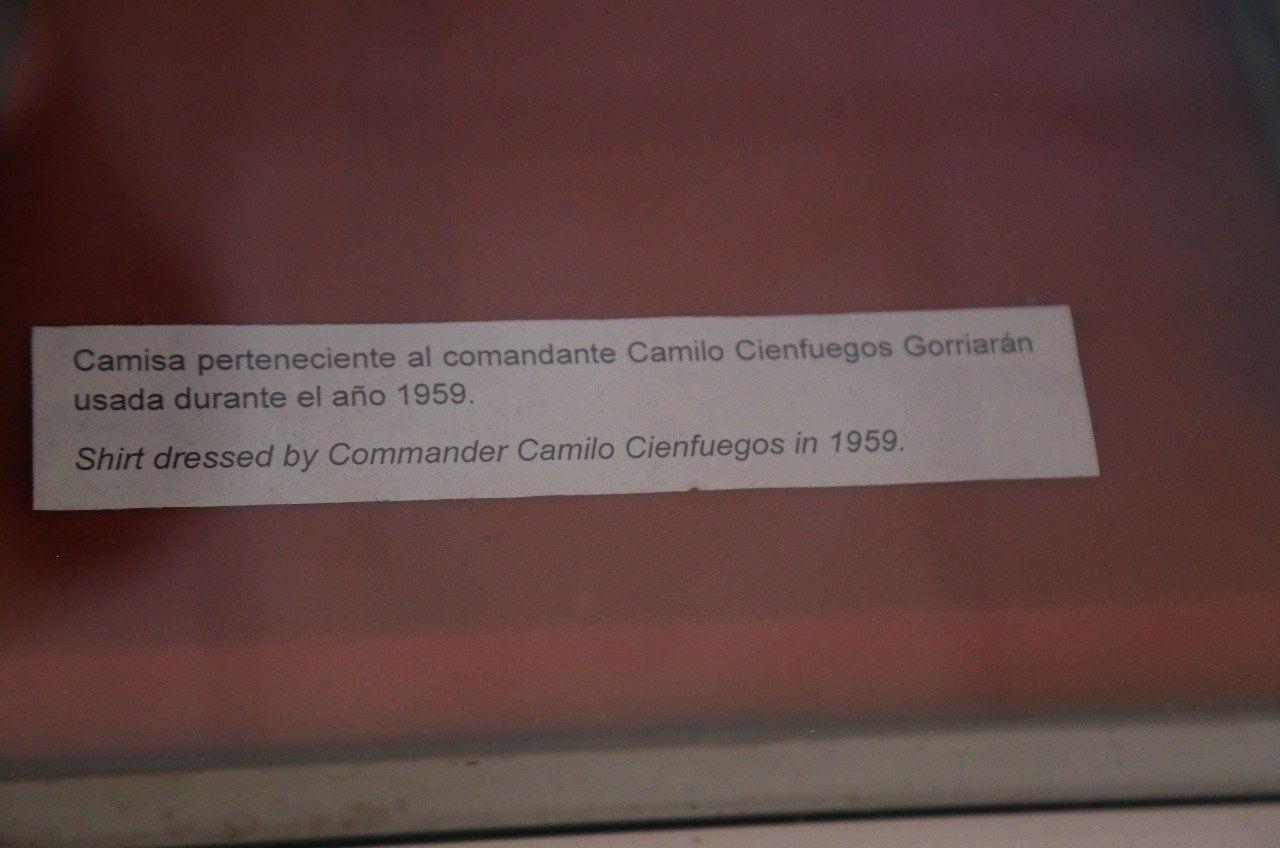 Camisa perteneciente al comandante Camilo Cienfuegos Gorriarán
usada durante el año 1959.
Shirt dressed by Commander Camilo Cienfuegos in 1959.